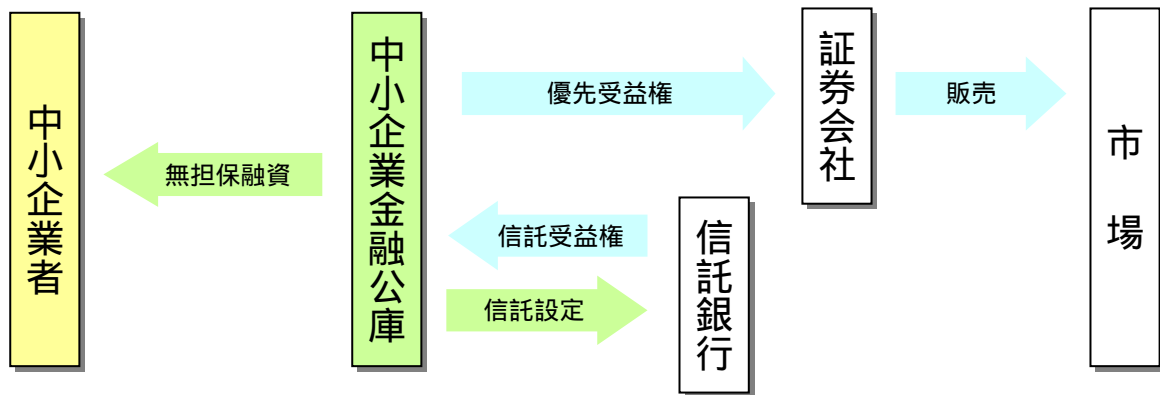 中小企業者
無担保融資
中小企業金融公庫
優先受益権
信託受益権
信託設定
信託銀行
証券会社
販売
市場